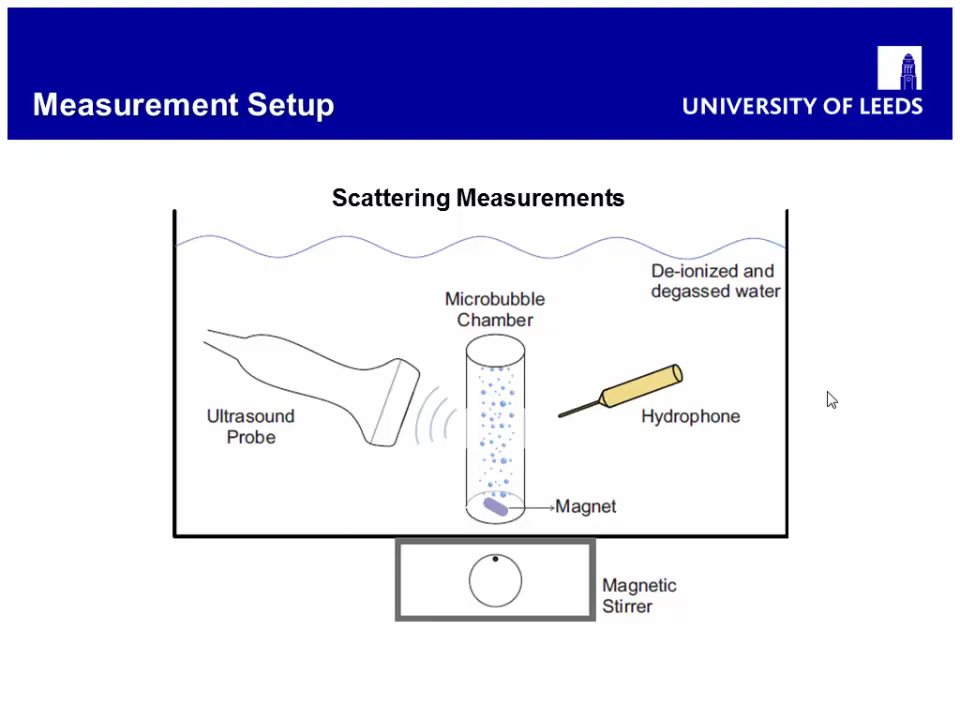 Measurement Setup
UNIVERSITY OF LEEDS
Scattering Measurements
De-ionized and
degassed water
Microbubble
Chamber
Ultrasound
Probe
Hydrophone
Magnet
Magnetic
Stirrer